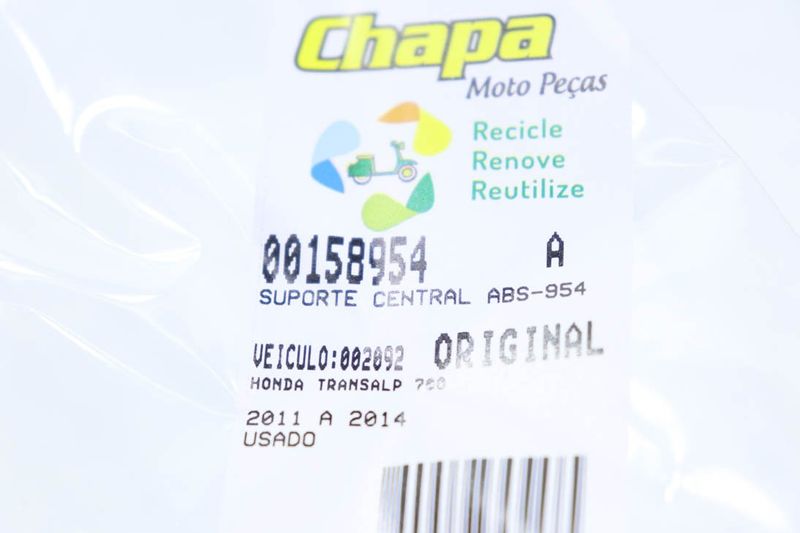 Chapa
Moto Peças
Recicle
Renove
Reutilize
00158954 A
SUPORTE CENTRAL ABS-954
VEICULO:002092 ORIGINAL
HONDA TRANSALP 700
2011 A 2014
USADO